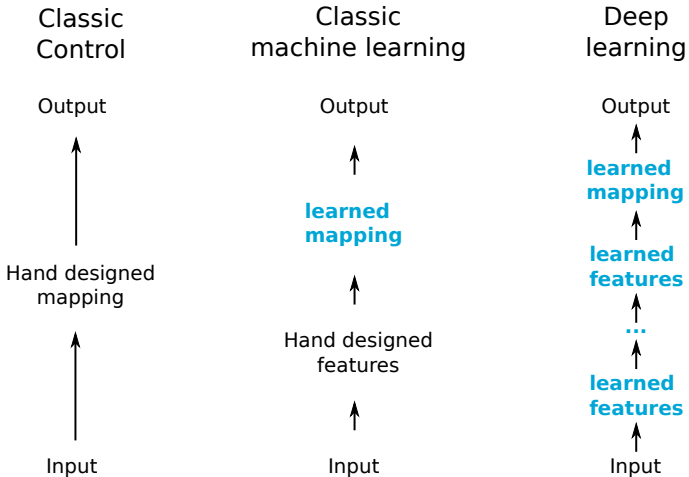 Classic
Control
Output
Hand designed
mapping
Input
Classic
machine learning
Output
learned
mapping
Hand designed
features
Input
Deep
learning
Output
learned
mapping
learned
features
...
learned
features
Input